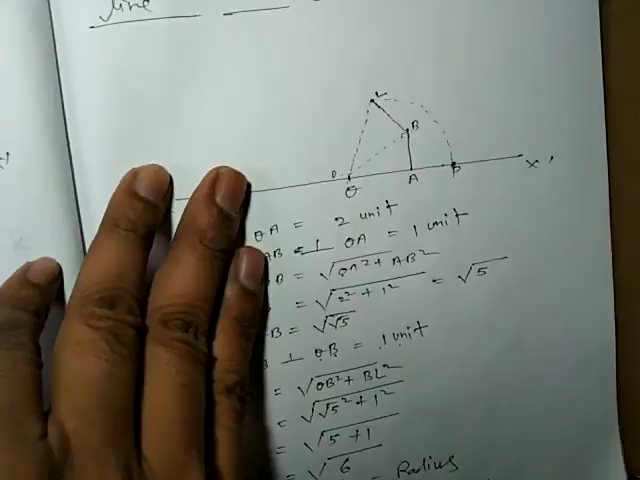 line
L
B
O
A
P
X'
OA = 2 unit
AB ⊥ OA = 1 unit
B = √OA² + AB²
= √2² + 1² = √5
B = √√5
⊥ OB = 1 unit
= √OB² + BL²
= √√5² + 1²
= √5 + 1
= √6
= Radius